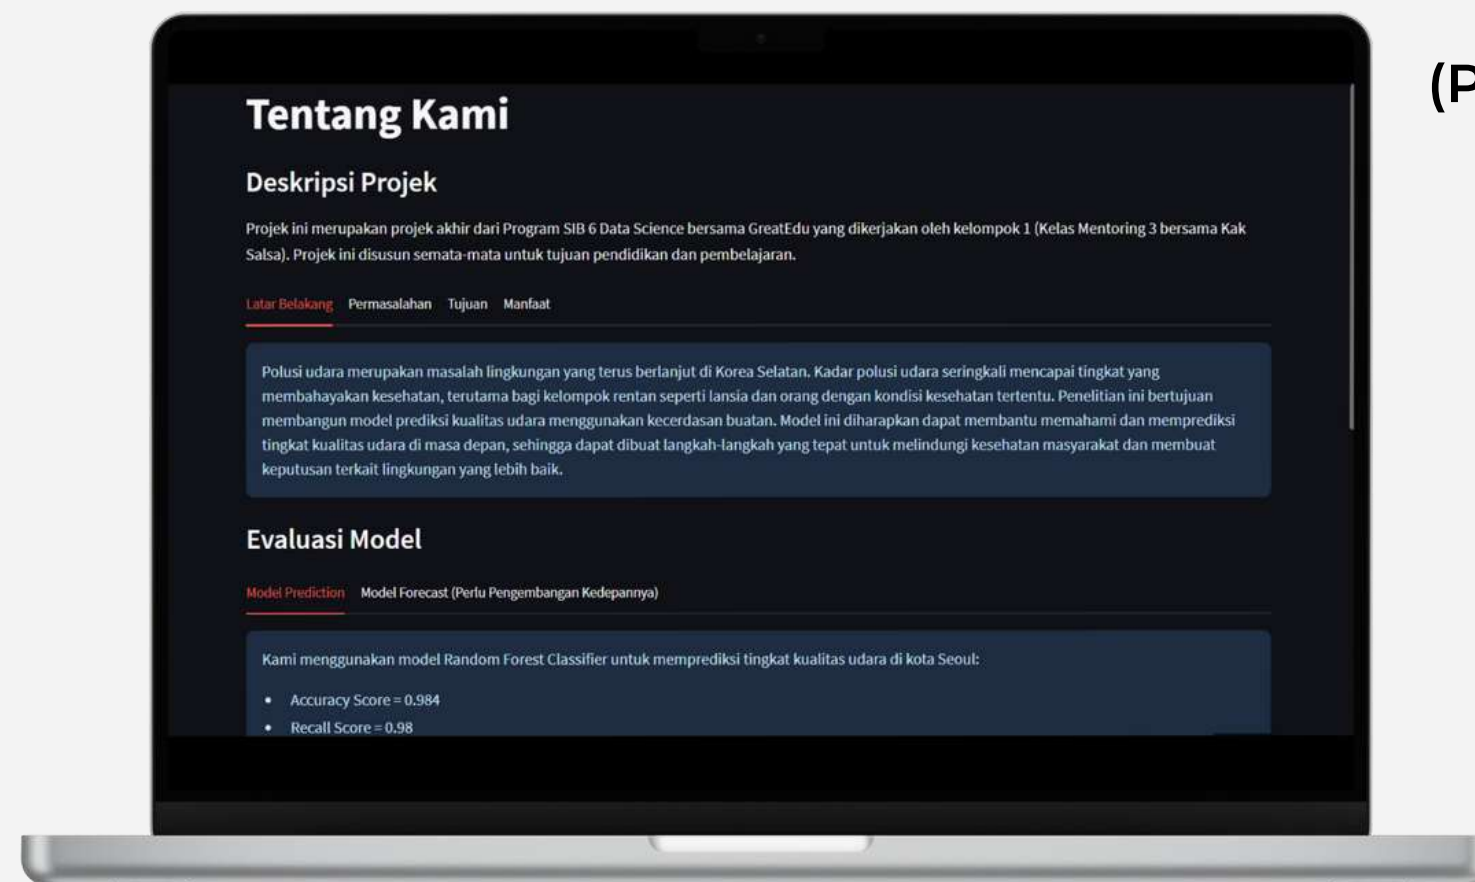 Tentang Kami
Deskripsi Projek
Projek ini merupakan projek akhir dari Program SIB 6 Data Science bersama GreatEdu yang dikerjakan oleh kelompok 1 (Kelas Mentoring 3 bersama Kak
Salsa). Projek ini disusun semata-mata untuk tujuan pendidikan dan pembelajaran.
Latar Belakang Permasalahan Tujuan Manfaat
Polusi udara merupakan masalah lingkungan yang terus berlanjut di Korea Selatan. Kadar polusi udara seringkali mencapai tingkat yang
membahayakan kesehatan, terutama bagi kelompok rentan seperti lansia dan orang dengan kondisi kesehatan tertentu. Penelitian ini bertujuan
membangun model prediksi kualitas udara menggunakan kecerdasan buatan. Model ini diharapkan dapat membantu memahami dan memprediksi
tingkat kualitas udara di masa depan, sehingga dapat dibuat langkah-langkah yang tepat untuk melindungi kesehatan masyarakat dan membuat
keputusan terkait lingkungan yang lebih baik.
Evaluasi Model
Model Prediction Model Forecast (Perlu Pengembangan Kedepannya)
Kami menggunakan model Random Forest Classifier untuk memprediksi tingkat kualitas udara di kota Seoul:
• Accuracy Score = 0.984
• Recall Score = 0.98
(P